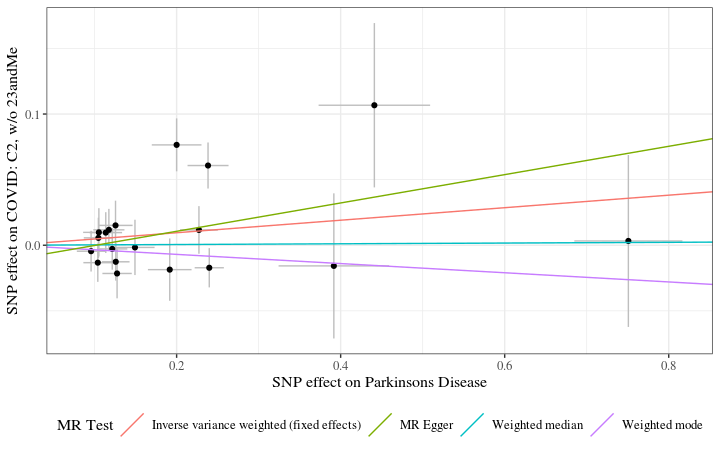 SNP effect on COVID: C2, w/o 23andMe
0.1
0.0
0.2 0.4 0.6 0.8
SNP effect on Parkinsons Disease
MR Test Inverse variance weighted (fixed effects) MR Egger Weighted median Weighted mode